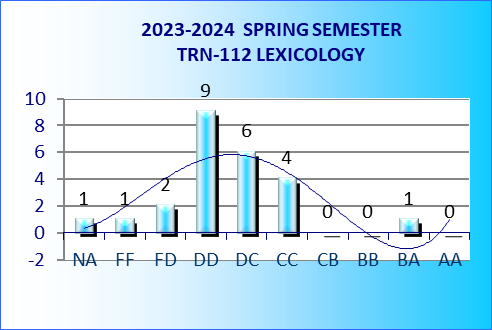 2023-2024 SPRING SEMESTER
TRN-112 LEXICOLOGY
10
8
6
4
2
0
-2
1 1 2 9 6 4 0 0 1 0
NA FF FD DD DC CC CB BB BA AA